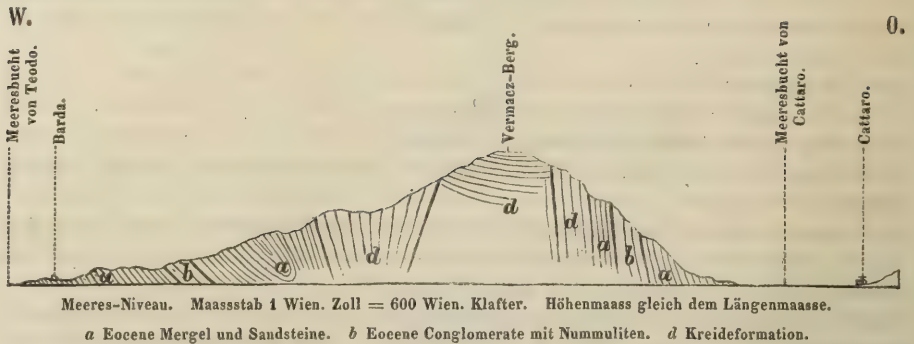 W.
O.
Meeresbucht
von Teodo.
Barda.
Vermacz-Berg.
Meeresbucht von
Cattaro.
Cattaro.
a
b
a
d
d
d
a
b
a
Meeres-Niveau. Maassstab 1 Wien. Zoll = 600 Wien. Klafter. Höhenmaass gleich dem Längenmaasse.
a Eocene Mergel und Sandsteine. b Eocene Conglomerate mit Nummuliten. d Kreideformation.